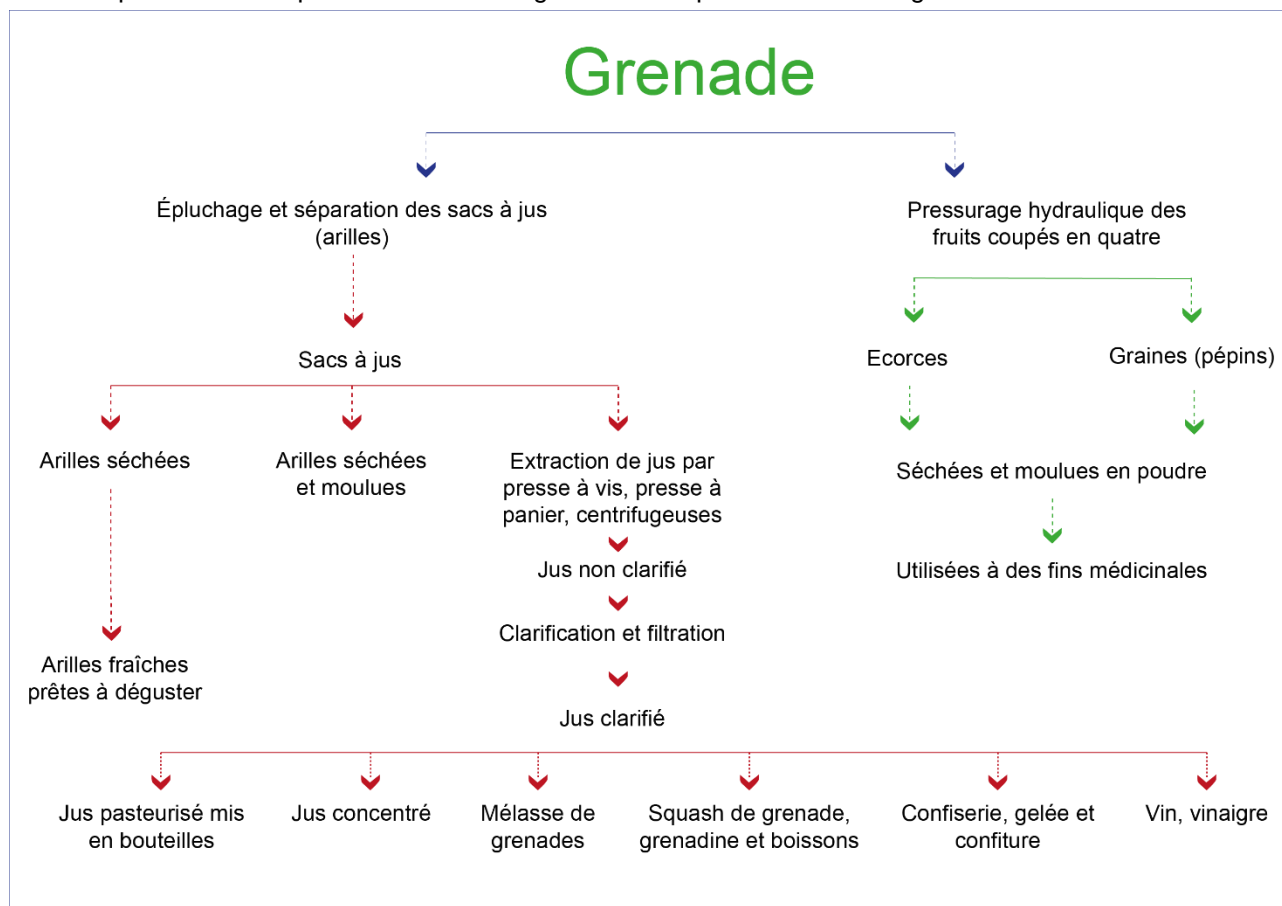 Grenade
Épluchage et séparation des sacs à jus
(arilles)
Pressurage hydraulique des
fruits coupés en quatre
Sacs à jus
Ecorces
Graines (pépins)
Arilles séchées
Arilles séchées
et moulues
Extraction de jus par
presse à vis, presse à
panier, centrifugeuses
Séchées et moulues en poudre
Jus non clarifié
Utilisées à des fins médicinales
Clarification et filtration
Arilles fraîches
prêtes à déguster
Jus clarifié
Jus pasteurisé mis
en bouteilles
Jus concentré
Mélasse de
grenades
Squash de grenade,
grenadine et boissons
Confiserie, gelée et
confiture
Vin, vinaigre